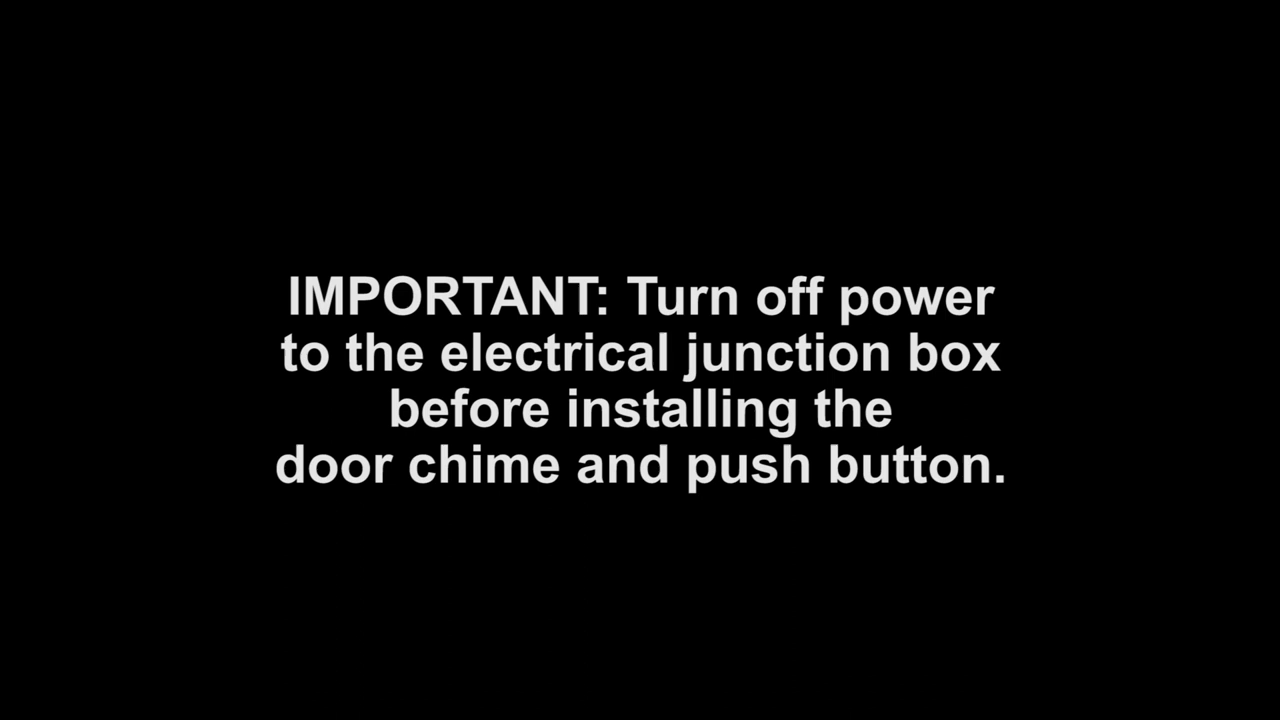 IMPORTANT: Turn off power
to the electrical junction box
before installing the
door chime and push button.